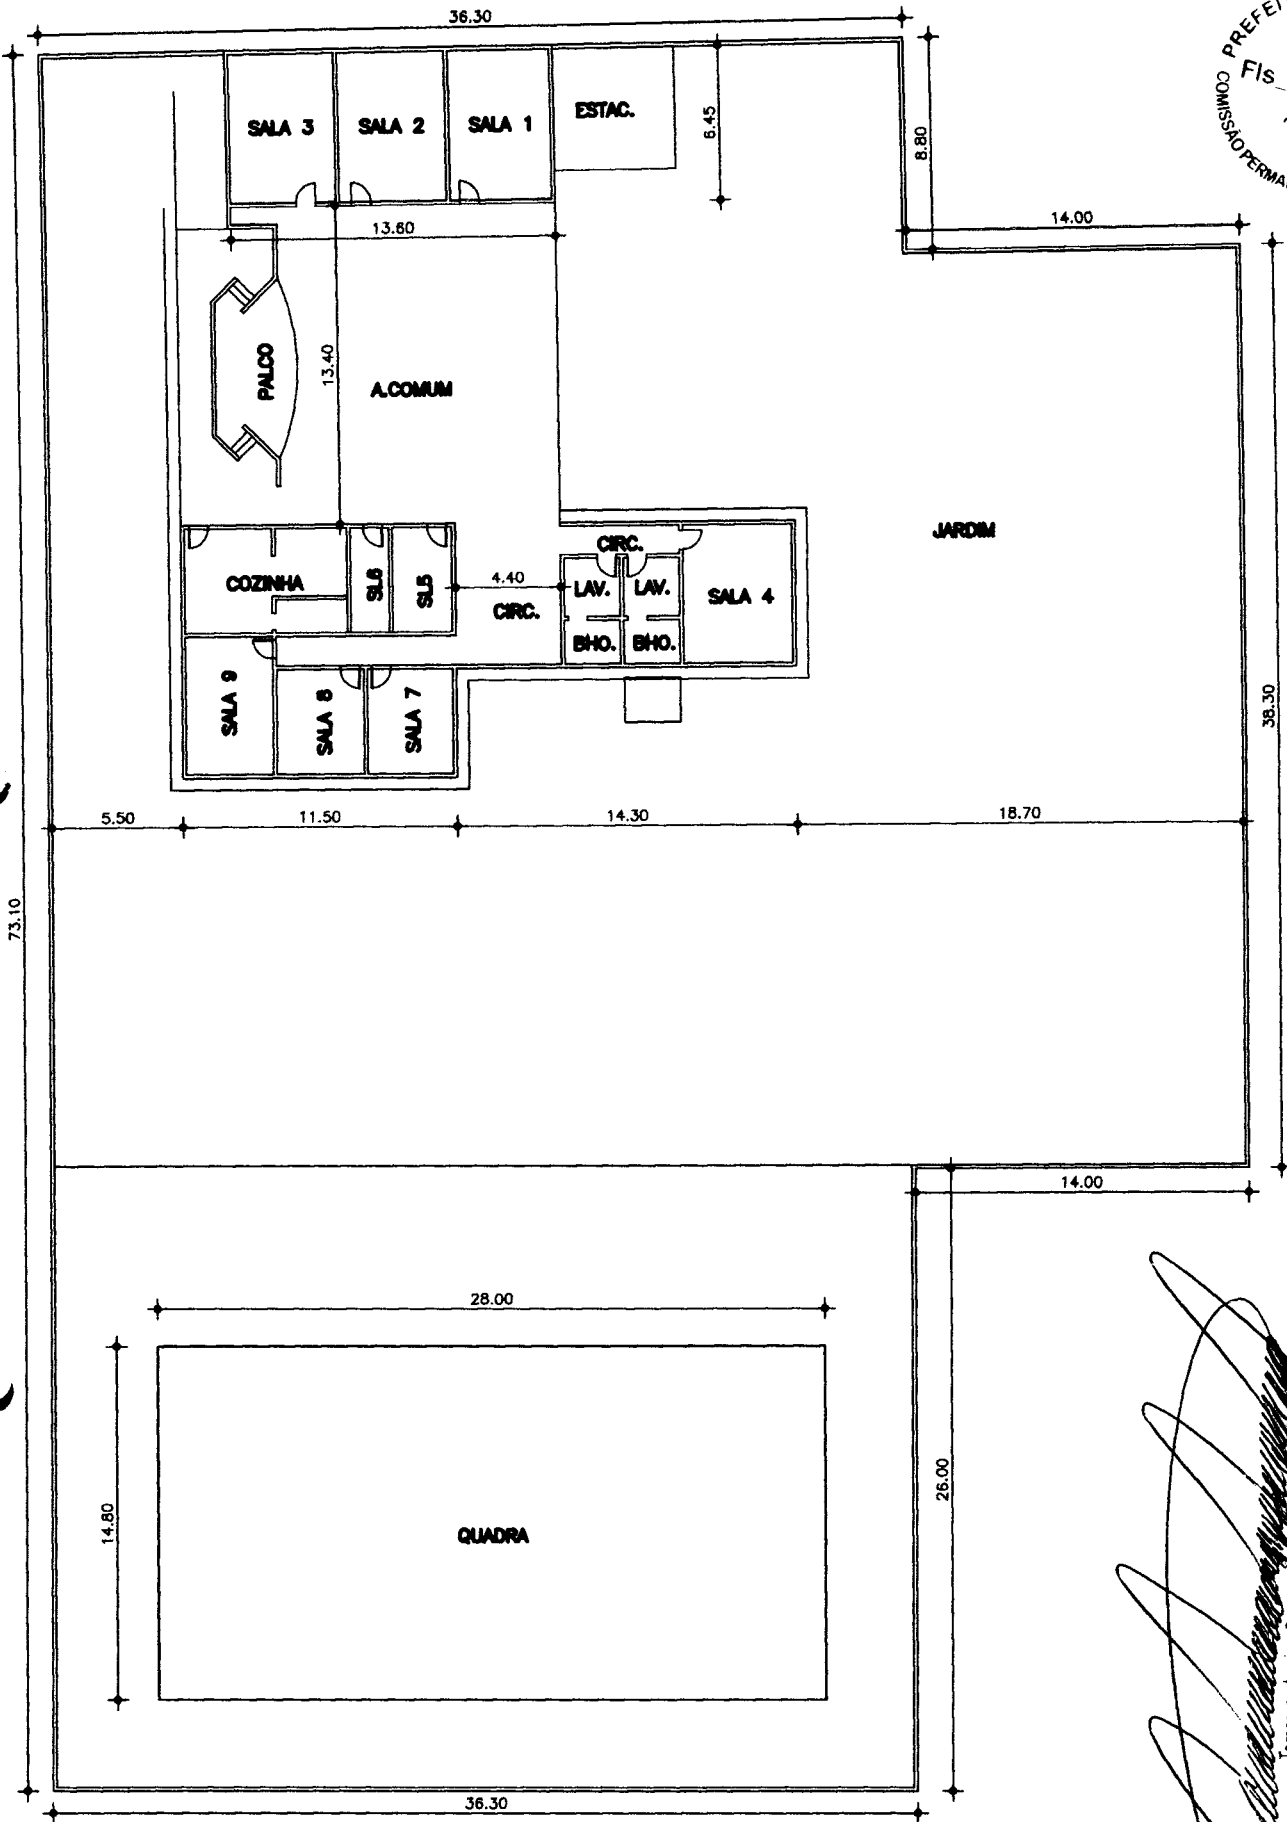 36.30
PREFEI
Fls
COMISSÃO PERMA
SALA 3
SALA 2
SALA 1
ESTAC.
6.45
8.80
14.00
13.60
13.40
PALCO
A.COMUM
JARDIM
CIRC.
COZINHA
SL6
SL5
4.40
CIRC.
LAV.
LAV.
SALA 4
BHO.
BHO.
SALA 9
SALA 8
SALA 7
38.30
5.50
11.50
14.30
18.70
73.10
14.00
28.00
14.80
QUADRA
26.00
36.30